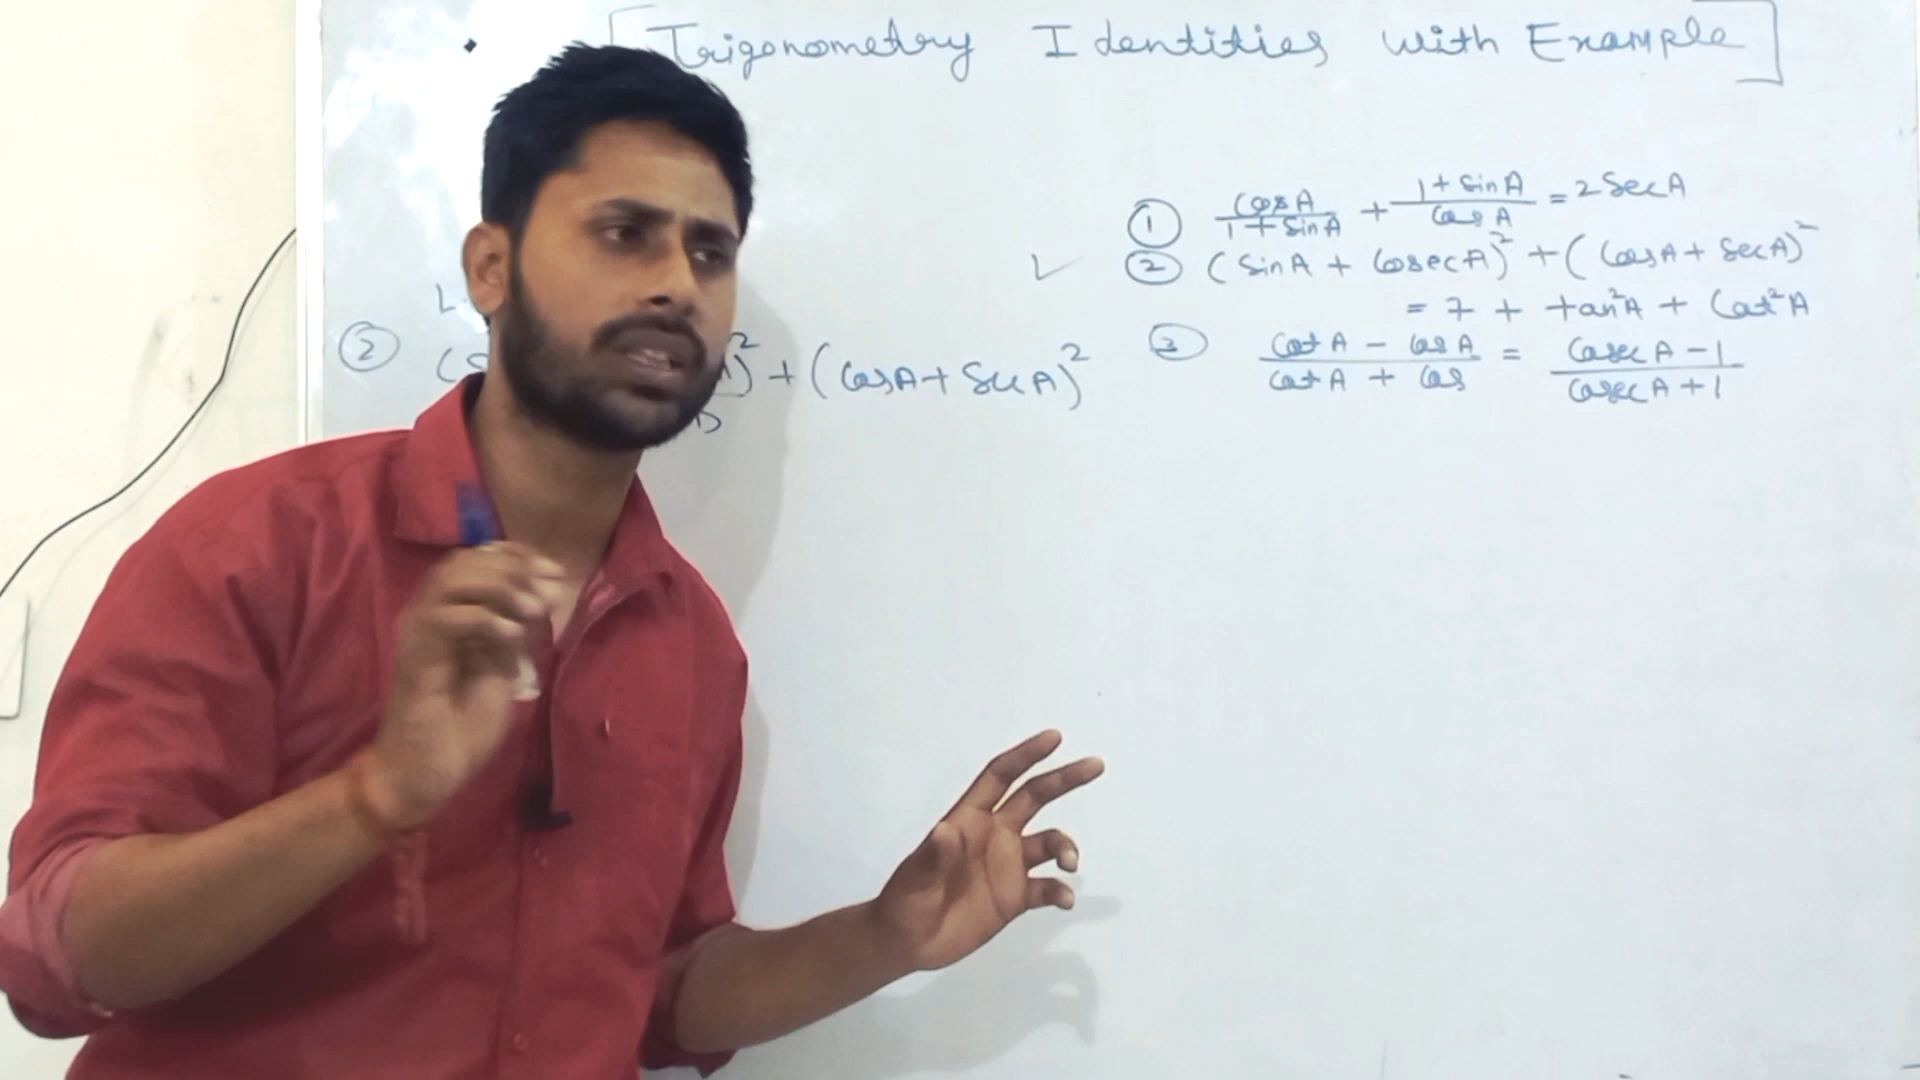 [Trigonometry Identities with Example]
① cosA/1+sinA + 1+sinA/cosA = 2SecA
② (SinA + CosecA)² + (CosA + SecA)²
= 7 + tan²A + Cot²A
③ CotA - CosA/CotA + Cos = CosecA - 1/CosecA + 1
② (S )² + (CosA + SecA)²